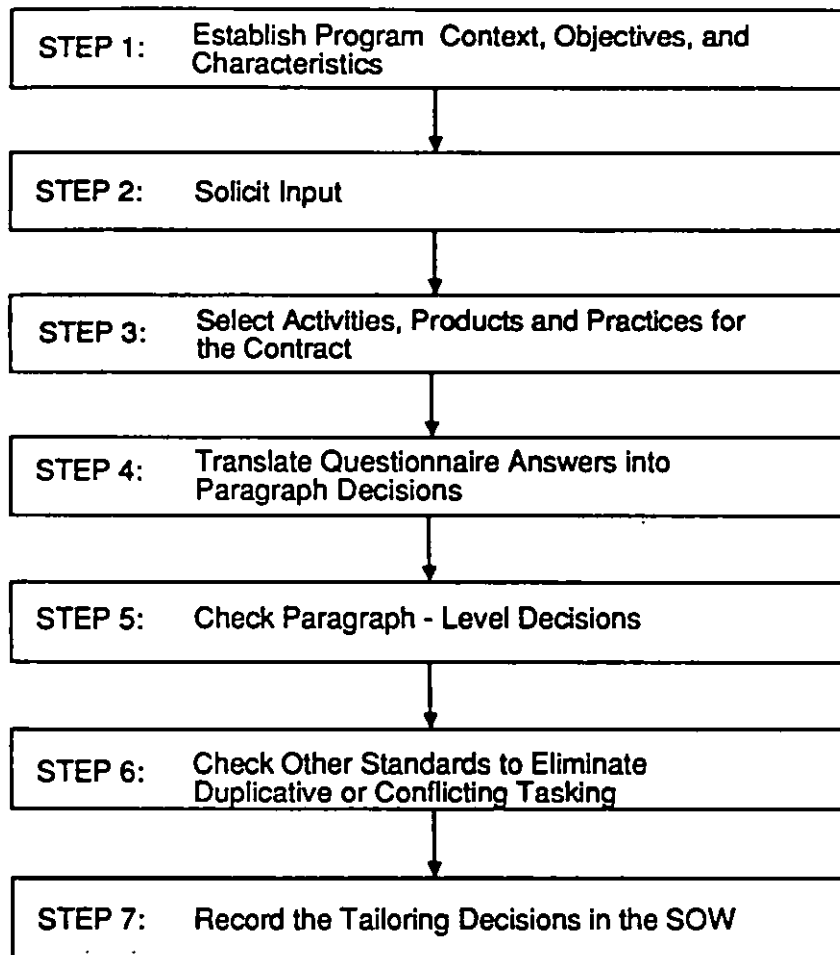 STEP 1: Establish Program Context, Objectives, and
Characteristics
STEP 2: Solicit Input
STEP 3: Select Activities, Products and Practices for
the Contract
STEP 4: Translate Questionnaire Answers into
Paragraph Decisions
STEP 5: Check Paragraph - Level Decisions
STEP 6: Check Other Standards to Eliminate
Duplicative or Conflicting Tasking
STEP 7: Record the Tailoring Decisions in the SOW